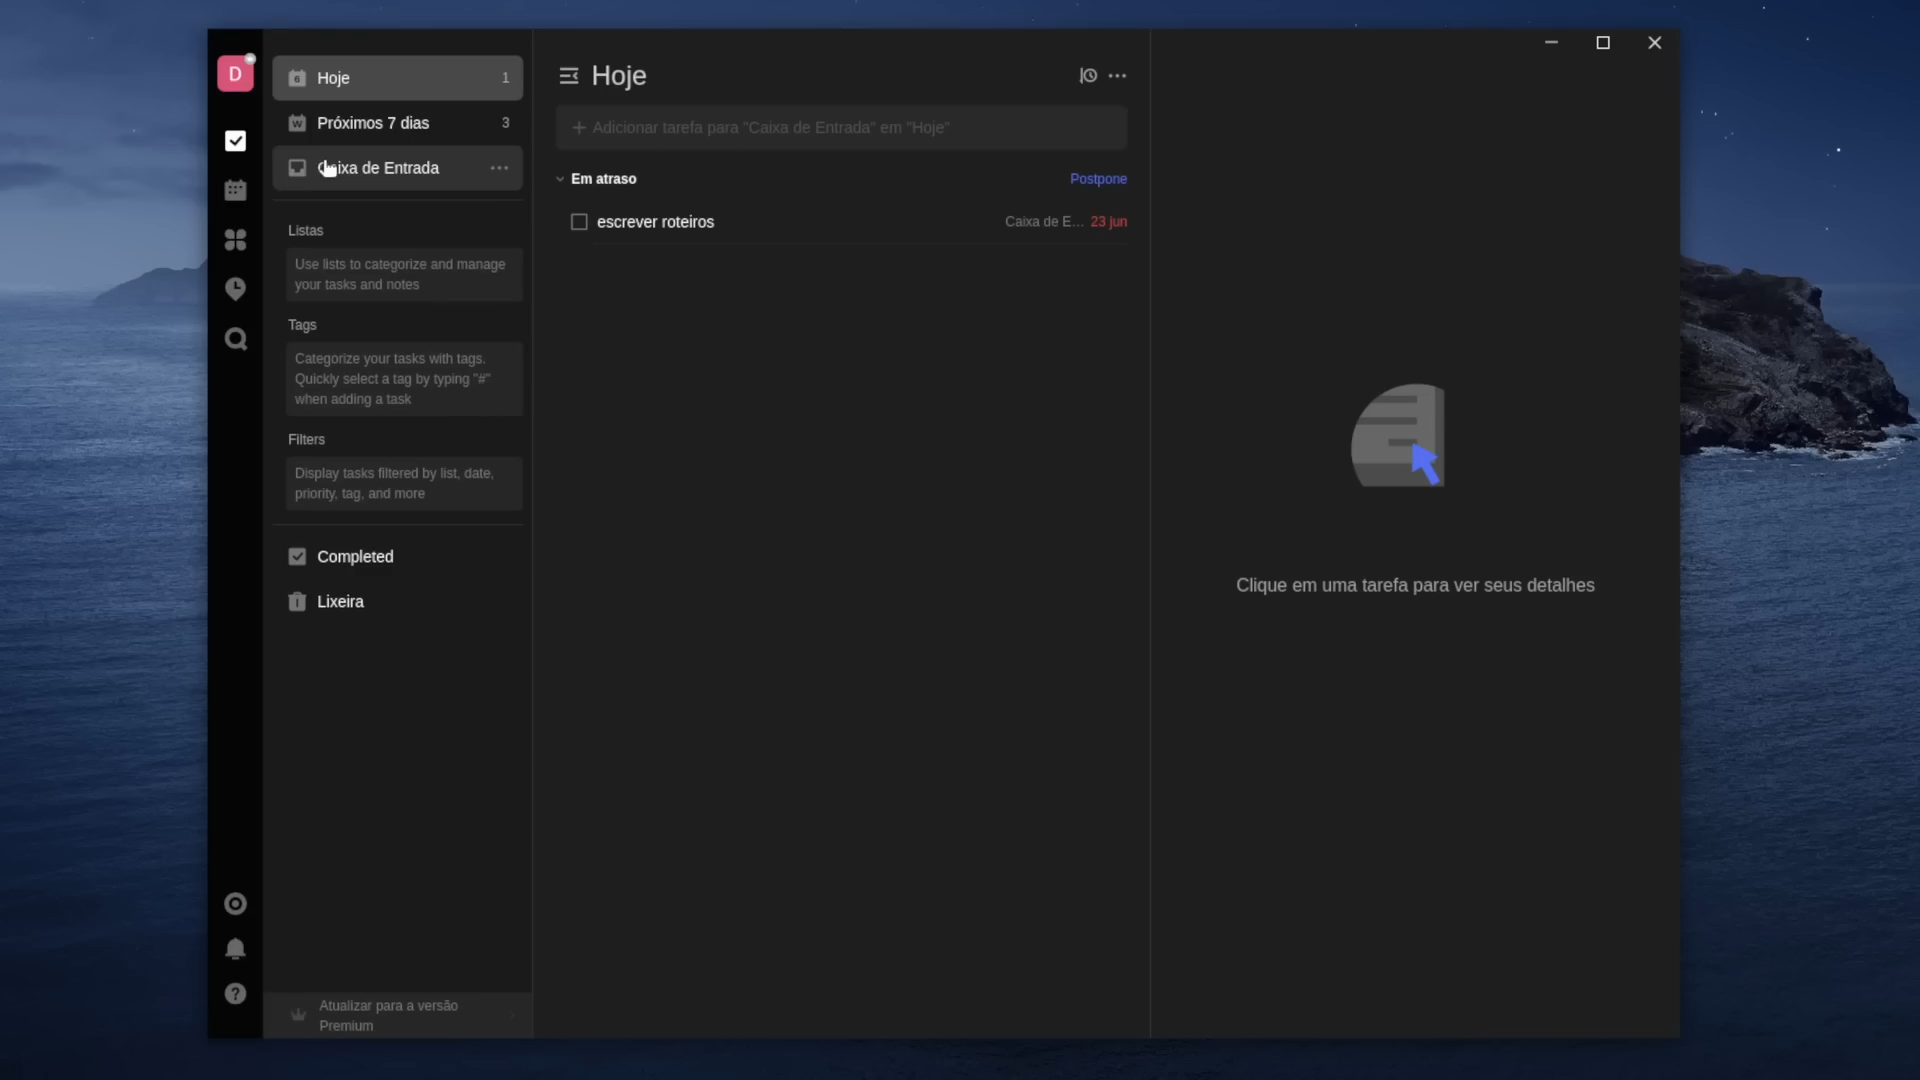 D
Hoje
1
Próximos 7 dias
3
ixa de Entrada
Listas
Use lists to categorize and manage
your tasks and notes
Tags
Categorize your tasks with tags.
Quickly select a tag by typing "#"
when adding a task
Filters
Display tasks filtered by list, date,
priority, tag, and more
Completed
Lixeira
Atualizar para a versão
Premium
Hoje
+ Adicionar tarefa para "Caixa de Entrada" em "Hoje"
Em atraso
Postpone
escrever roteiros
Caixa de E... 23 jun
Clique em uma tarefa para ver seus detalhes